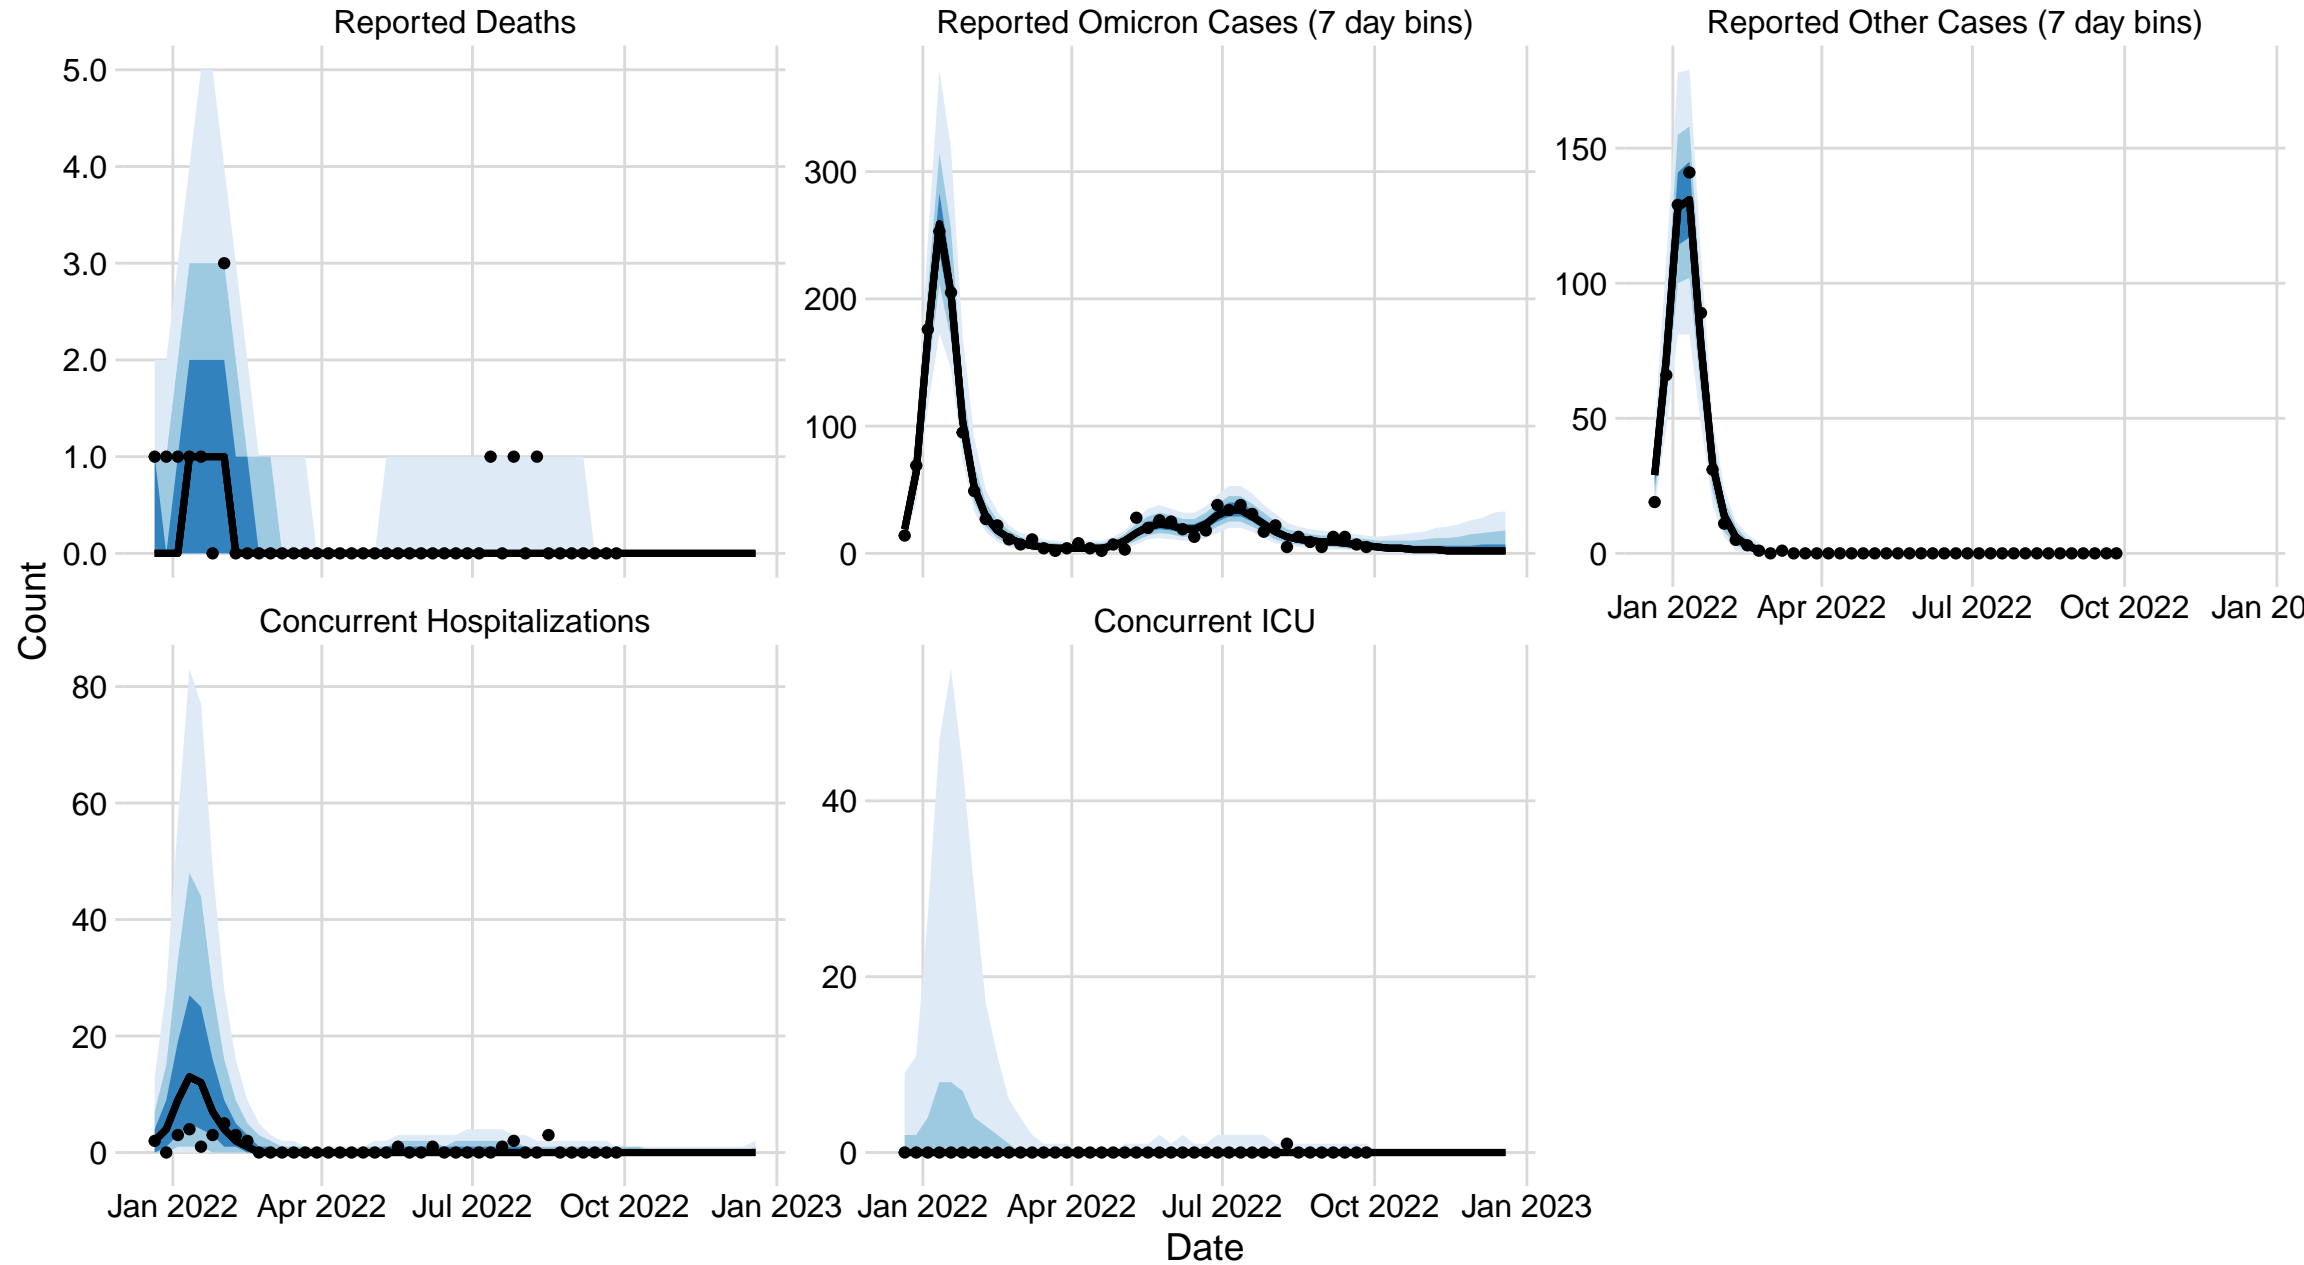 Reported Deaths
Reported Omicron Cases (7 day bins)
Reported Other Cases (7 day bins)
5.0
4.0
3.0
2.0
1.0
0.0
300
200
100
0
150
100
50
0
Jan 2022 Apr 2022 Jul 2022 Oct 2022 Jan 20
Count
Concurrent Hospitalizations
Concurrent ICU
80
60
40
20
0
40
20
0
Jan 2022 Apr 2022 Jul 2022 Oct 2022 Jan 2023
Jan 2022 Apr 2022 Jul 2022 Oct 2022 Jan 2023
Date